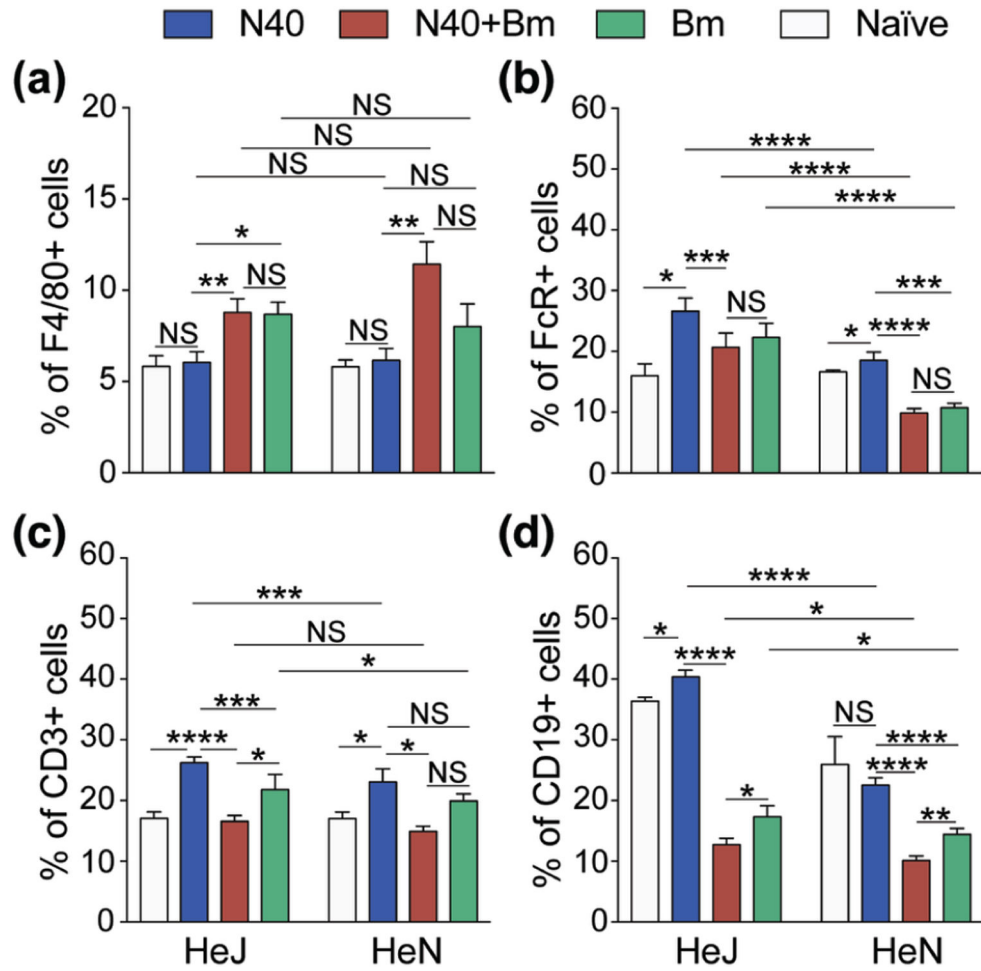 N40 N40+Bm Bm Naïve
(a)
% of F4/80+ cells
20
15
10
5
0
NS
NS
NS
NS
*
**
NS
**
NS
NS
NS
(b)
% of FcR+ cells
60
50
40
30
20
10
0
****
****
****
*
***
NS
***
*
****
NS
(c)
% of CD3+ cells
60
50
40
30
20
10
0
***
NS
*
***
NS
****
*
*
*
NS
HeJ HeN
(d)
% of CD19+ cells
60
50
40
30
20
10
0
****
*
*
*
****
NS
****
****
*
**
HeJ HeN